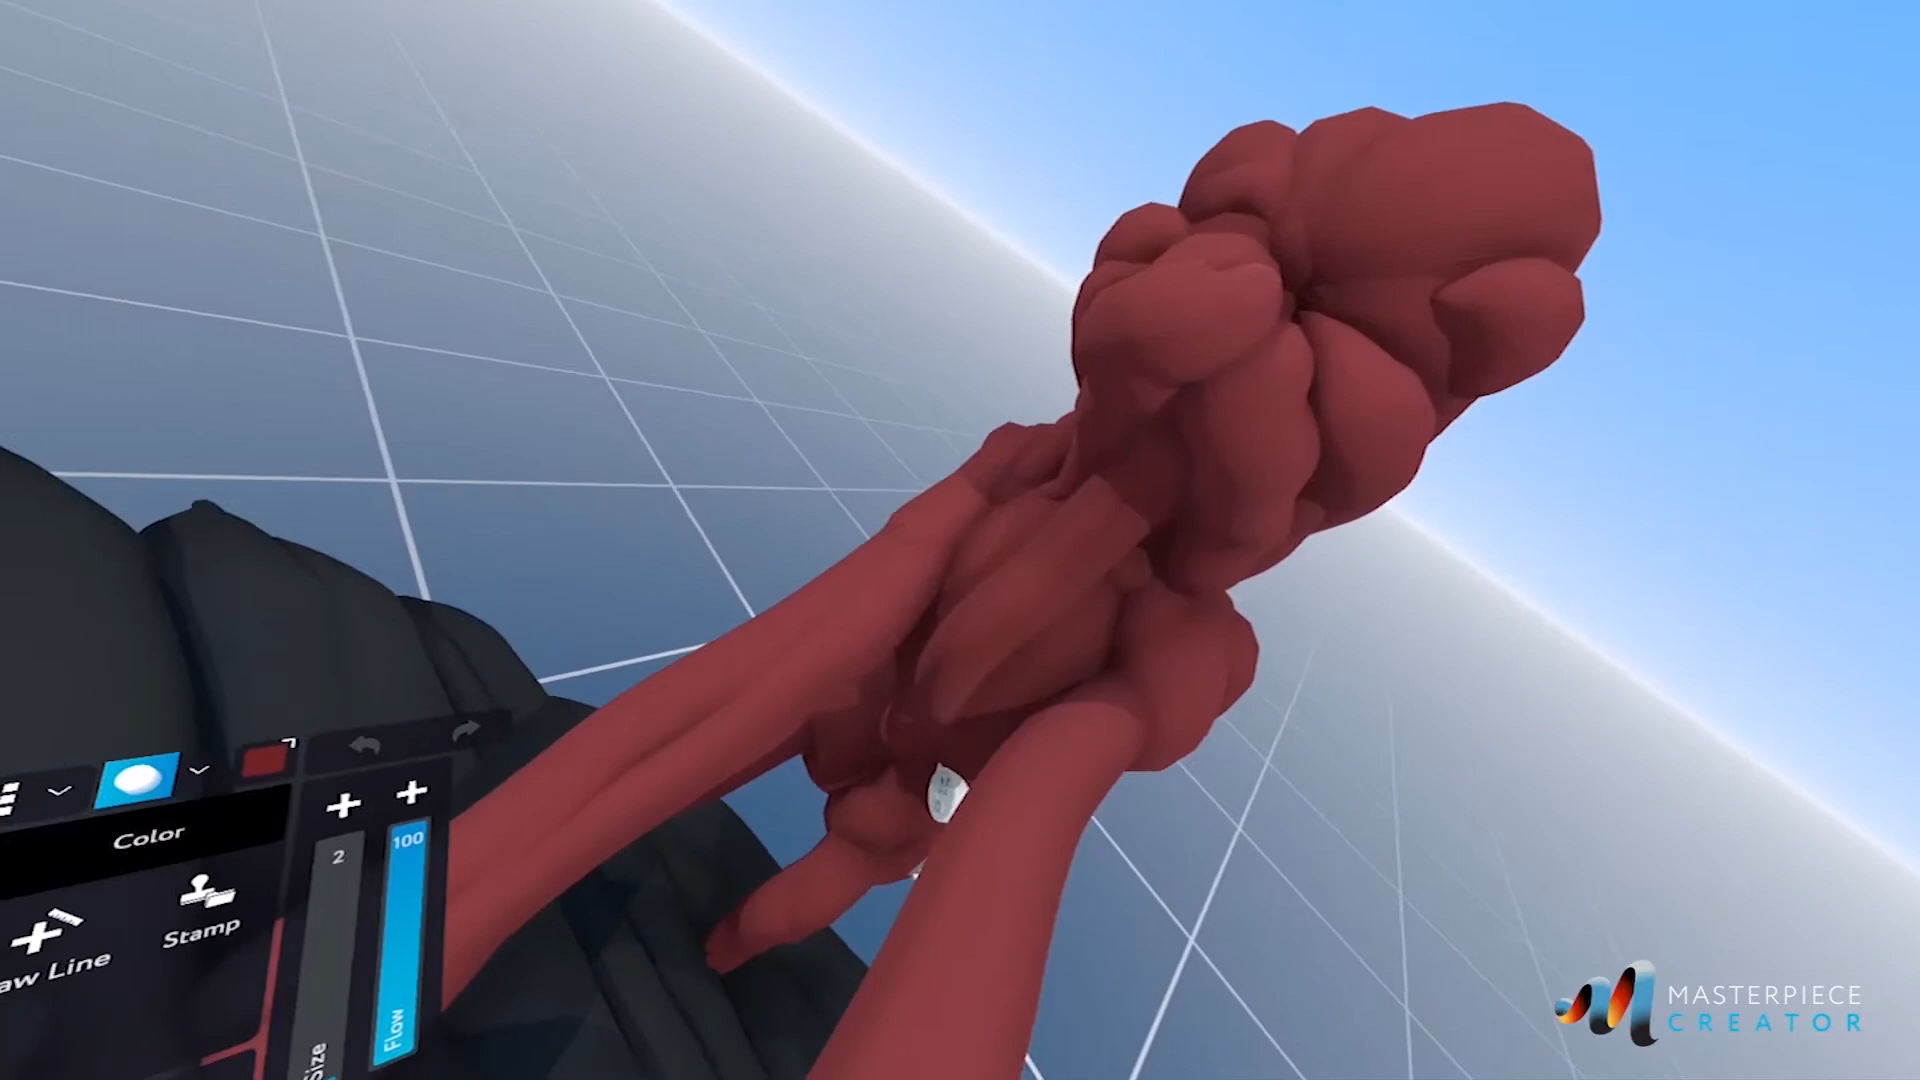 Color
2
100
Stamp
aw Line
Size
Flow
MASTERPIECE
CREATOR